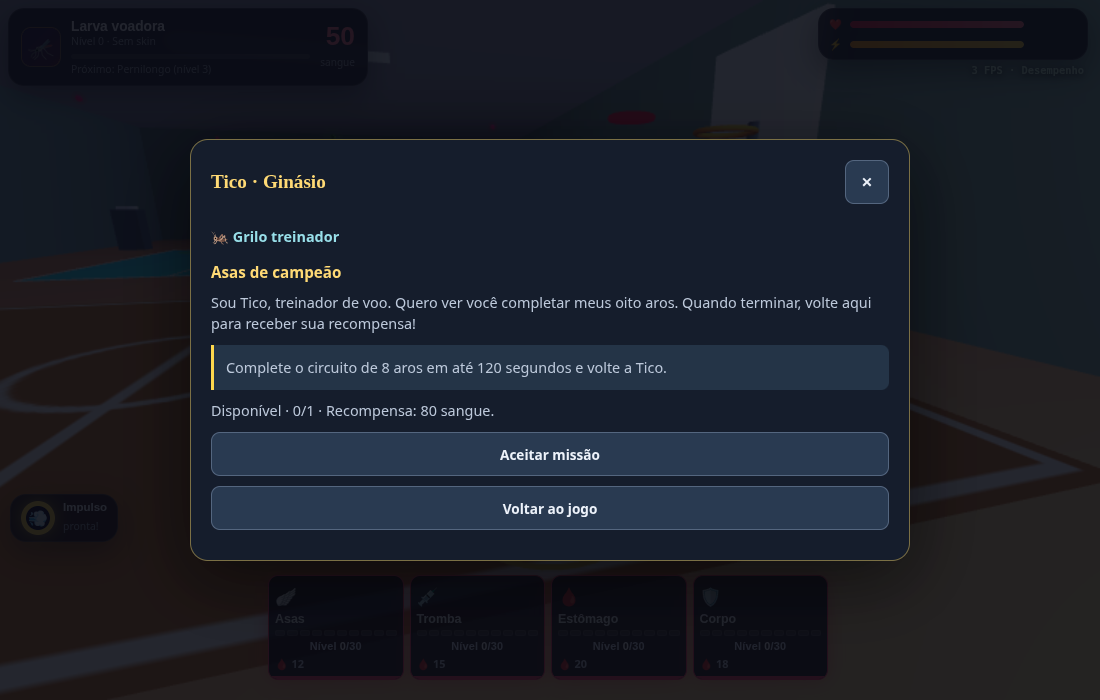 Larva voadora
Nível 0 · Sem skin
Próximo: Pernilongo (nível 3)
50
sangue
3 FPS · Desempenho
Tico · Ginásio
×
Grilo treinador
Asas de campeão
Sou Tico, treinador de voo. Quero ver você completar meus oito aros. Quando terminar, volte aqui
para receber sua recompensa!
Complete o circuito de 8 aros em até 120 segundos e volte a Tico.
Disponível · 0/1 · Recompensa: 80 sangue.
Aceitar missão
Voltar ao jogo
Impulso
pronta!
Asas
Nível 0/30
12
Tromba
Nível 0/30
15
Estômago
Nível 0/30
20
Corpo
Nível 0/30
18